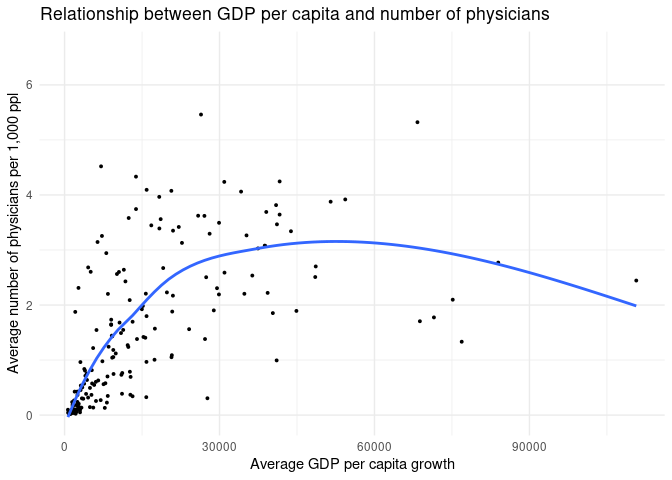 Relationship between GDP per capita and number of physicians
Average number of physicians per 1,000 ppl
6
4
2
0
0 30000 60000 90000
Average GDP per capita growth